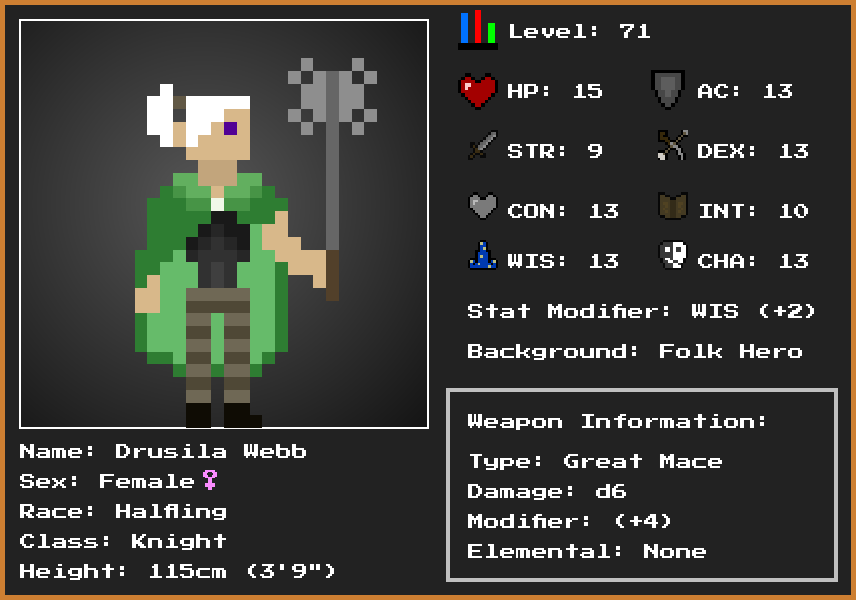 Level: 71
HP: 15
AC: 13
STR: 9
DEX: 13
CON: 13
INT: 10
WIS: 13
CHA: 13
Stat Modifier: WIS (+2)
Background: Folk Hero
Weapon Information:
Type: Great Mace
Damage: d6
Modifier: (+4)
Elemental: None
Name: Drusila Webb
Sex: Female♀
Race: Halfling
Class: Knight
Height: 115cm (3'9")